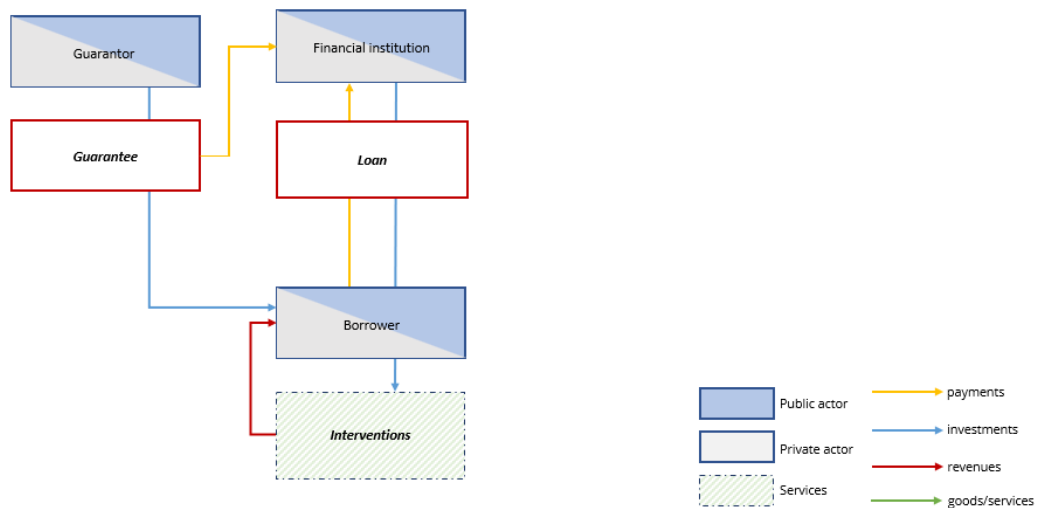 Guarantor
Financial institution
Guarantee
Loan
Borrower
Interventions
Public actor
payments
investments
Private actor
revenues
Services
goods/services